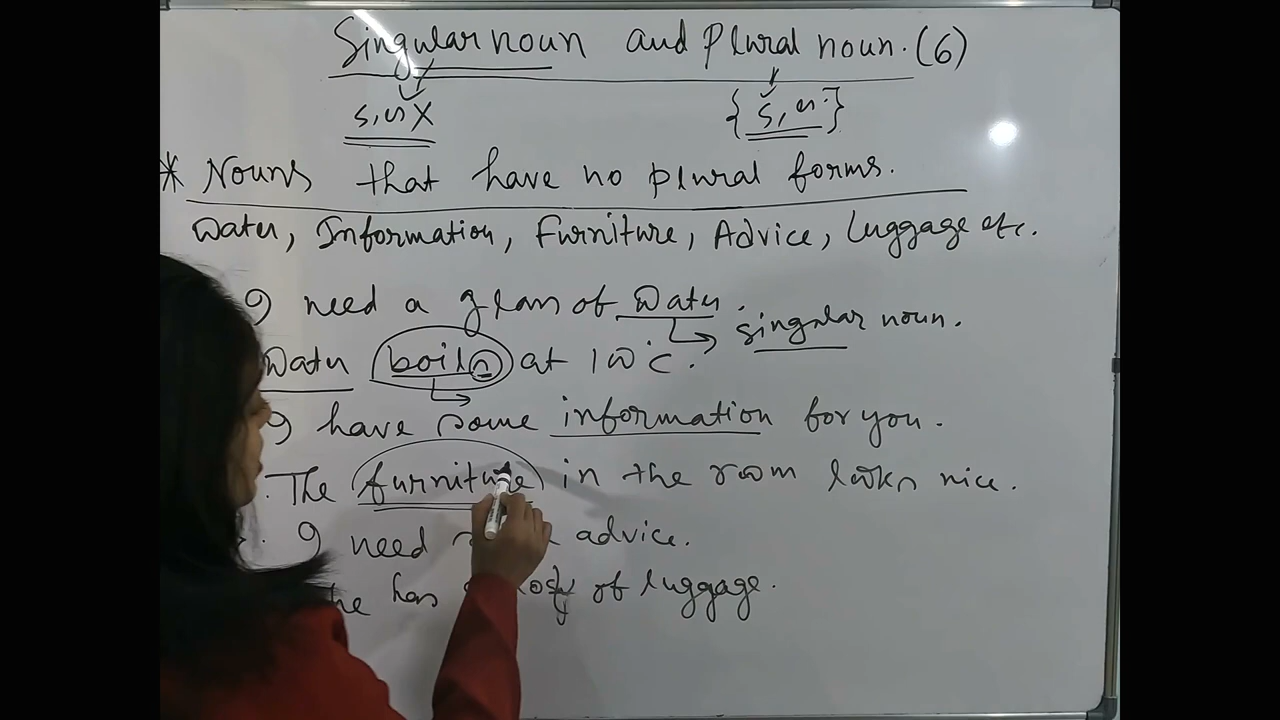 Singular noun and Plural noun. (6)
s, es X { s, es. }
* Nouns that have no plural forms.
Water, Information, Furniture, Advice, Luggage etc.
I need a glass of Water.
singular noun.
Water boils at 100°c.
I have some information for you.
The furniture in the room looks nice.
I need advice.
has of luggage.